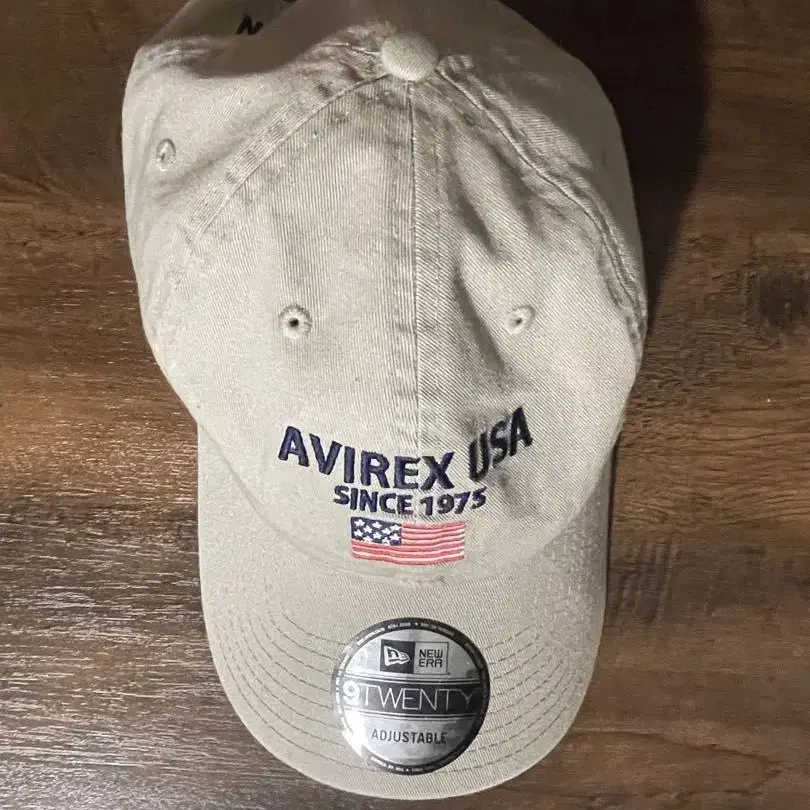 AVIREX USA
SINCE 1975
NEW
ERA
9TWENTY
ADJUSTABLE